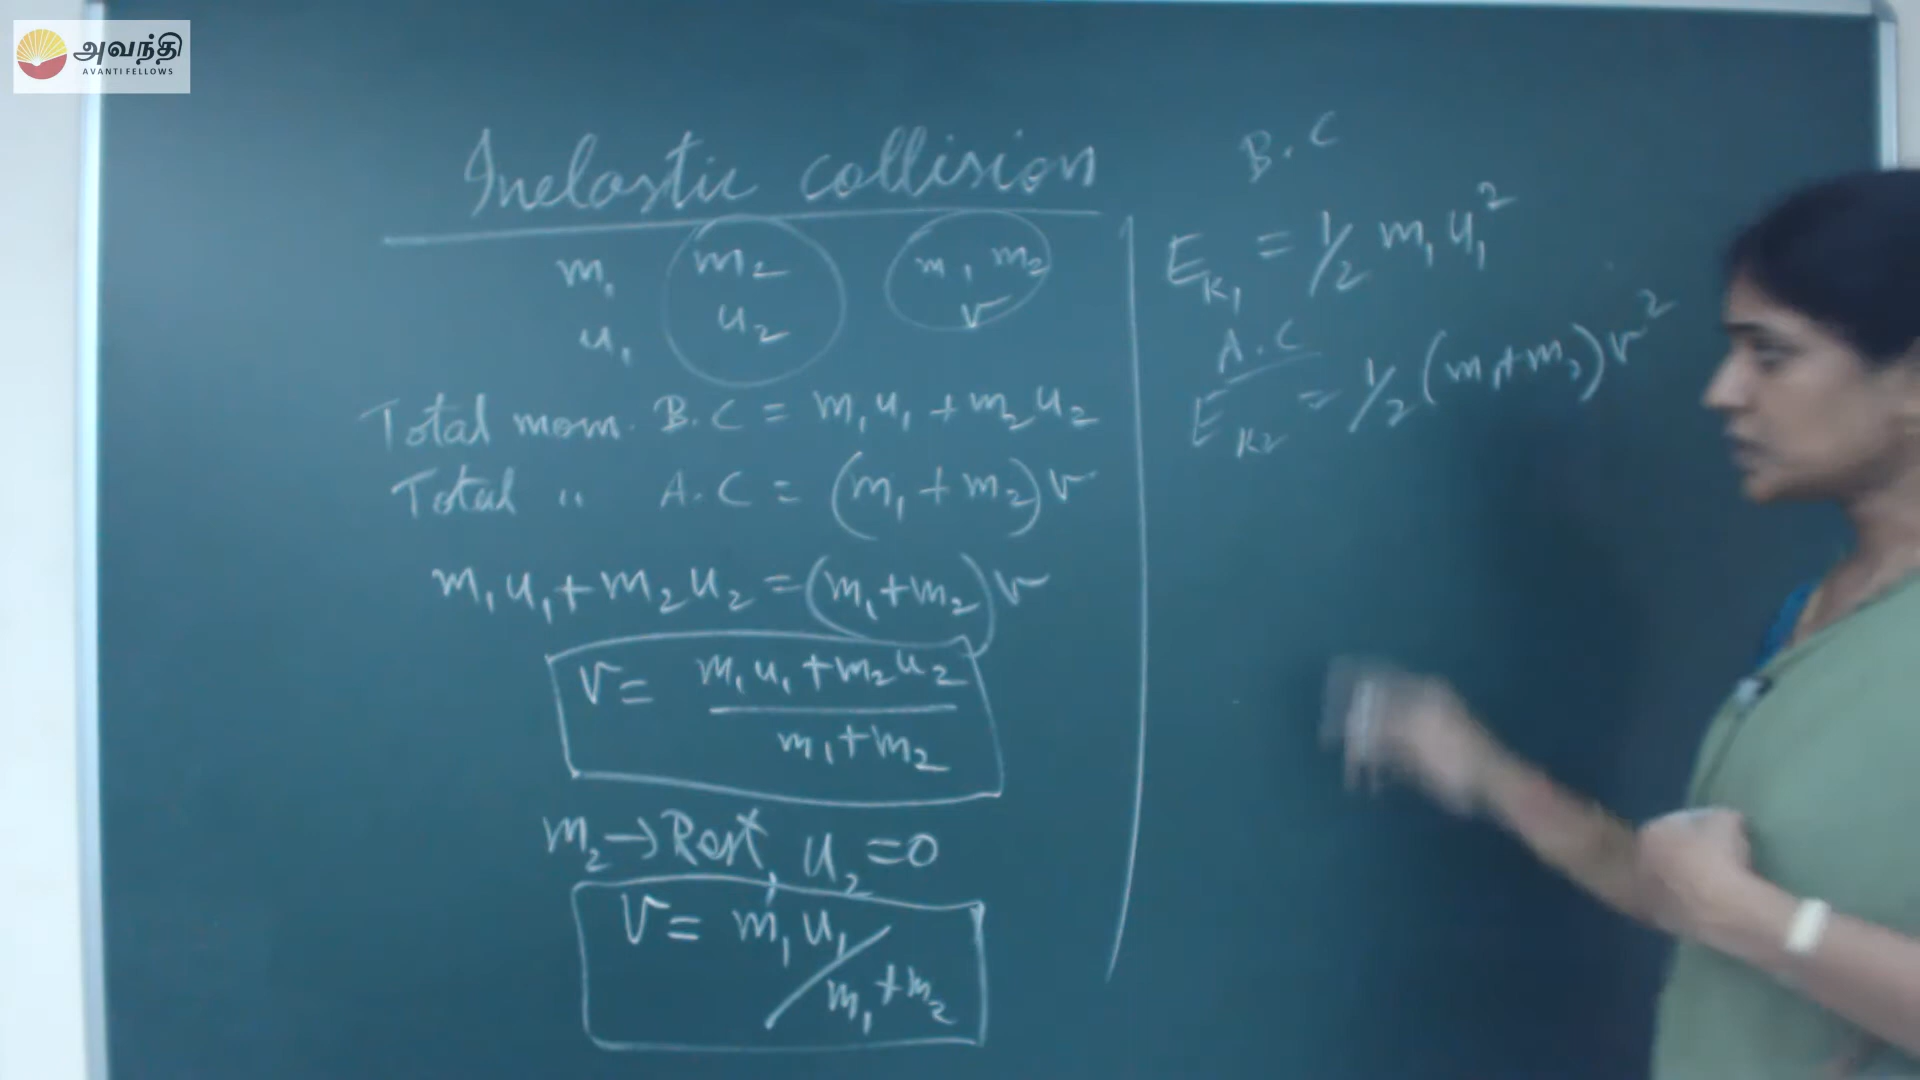 அவந்தி
AVANTI FELLOWS
Inelastic collision
m₁ m₂ m₁ m₂
u₁ u₂ v
Total mom. B.C = m₁u₁ + m₂u₂
Total " A.C = (m₁ + m₂)v
m₁u₁ + m₂u₂ = (m₁+m₂)v
v = (m₁u₁ + m₂u₂)/(m₁+m₂)
m₂ → Rest, u₂ = 0
v = m₁u₁/m₁+m₂
B.C
E_K₁ = 1/2 m₁u₁²
A.C
E_K₂ = 1/2 (m₁+m₂)v²